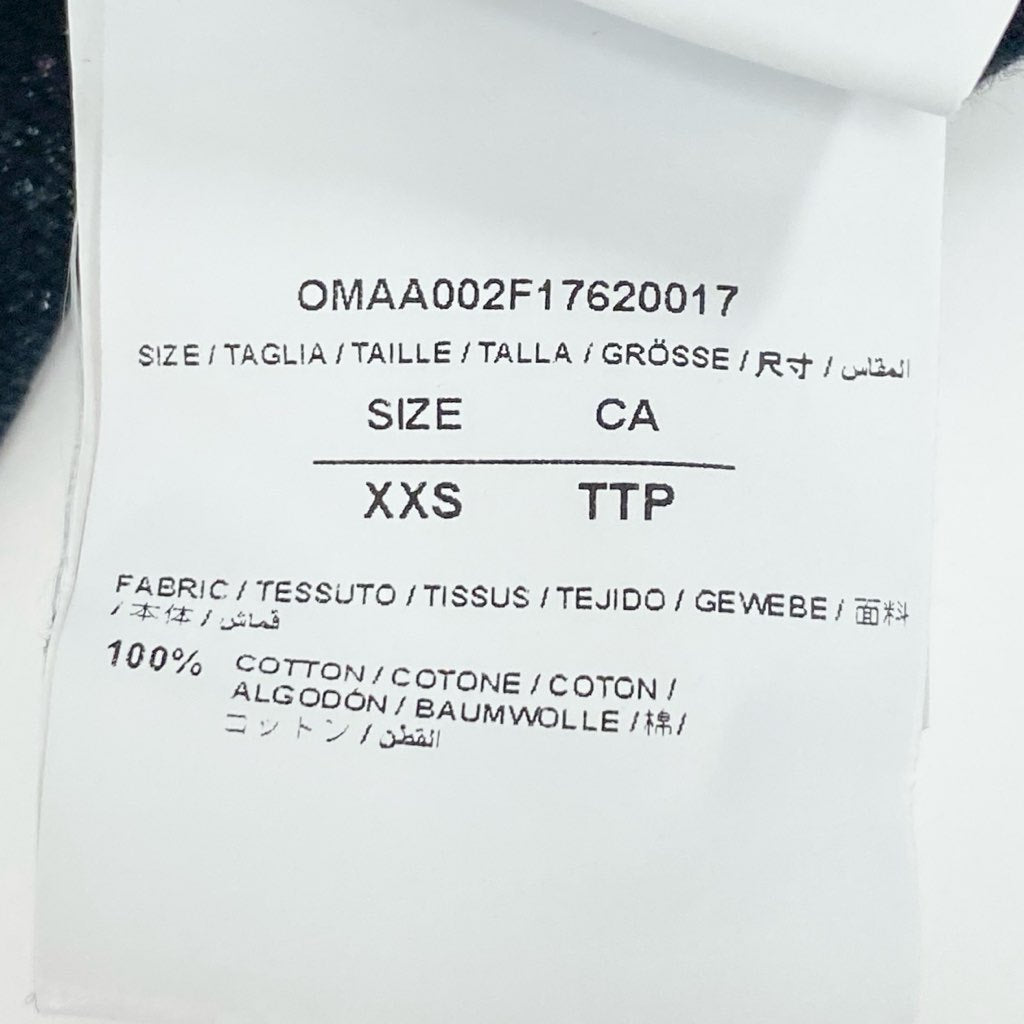 OMAA002F17620017
SIZE / TAGLIA / TAILLE / TALLA / GRÖSSE / 尺寸 / المقاس
SIZE CA
XXS TTP
FABRIC / TESSUTO / TISSUS / TEJIDO / GEWEBE / 面料
/ 本体 / قماش
100% COTTON / COTONE / COTON /
ALGODÓN / BAUMWOLLE / 棉 /
コットン / القطن